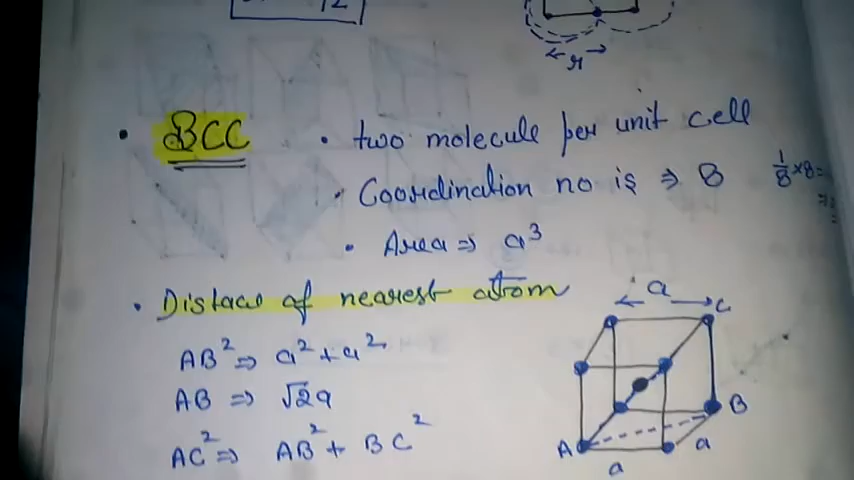 √2
r
• BCC • two molecule per unit cell
• Coordination no is ⇒ 8 1/8 × 8 =
• Area ⇒ a³
• Distace of nearest atom
AB² ⇒ a² + a²
AB ⇒ √2a
AC² ⇒ AB² + BC²
a
C
B
A
a
a